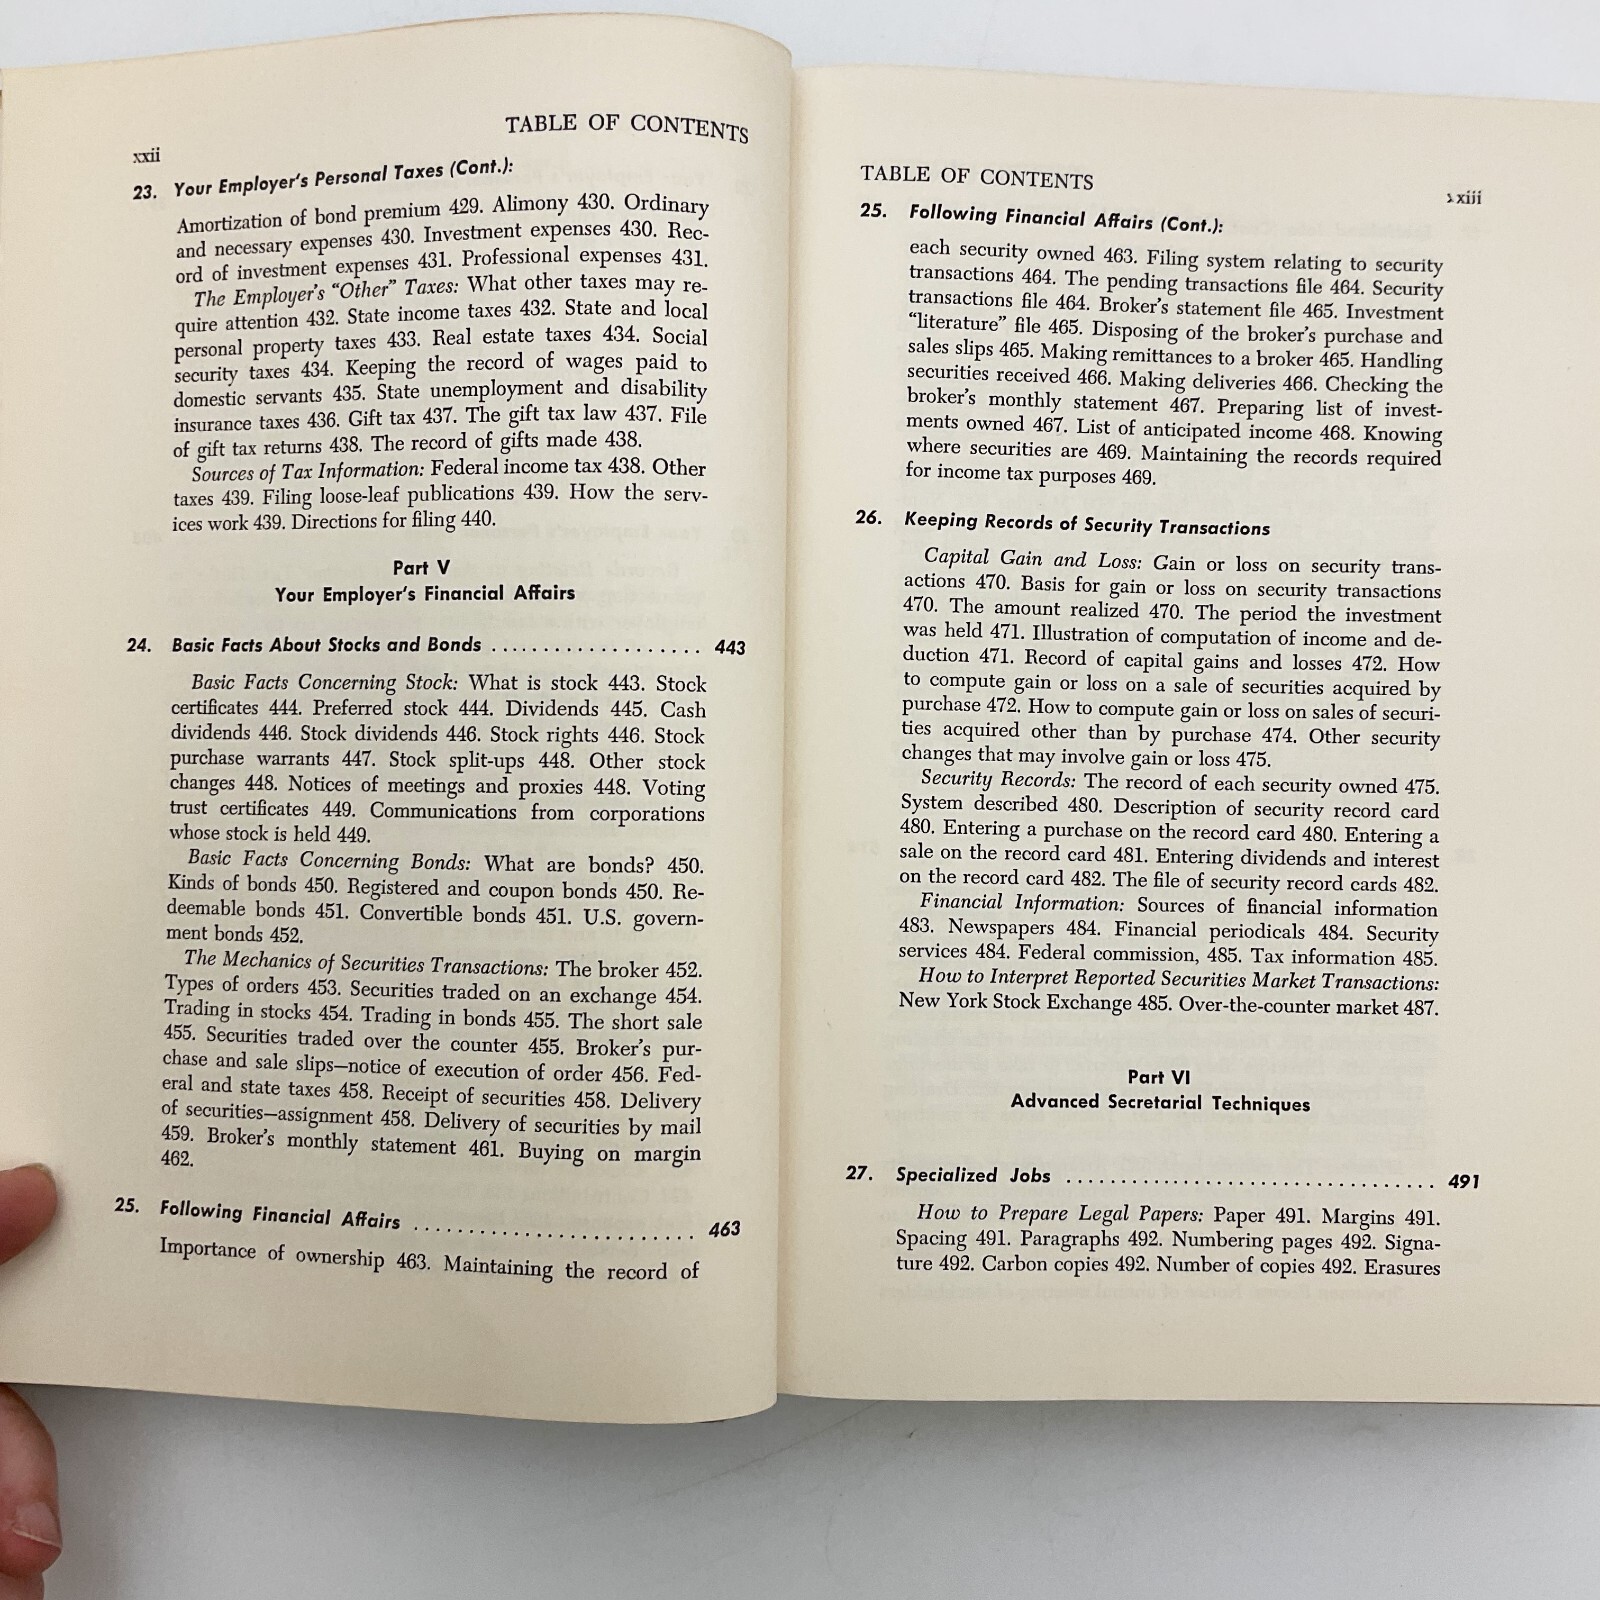 TABLE OF CONTENTS
xxii
23. Your Employer's Personal Taxes (Cont.):
Amortization of bond premium 429. Alimony 430. Ordinary
and necessary expenses 430. Investment expenses 430. Rec-
ord of investment expenses 431. Professional expenses 431.
The Employer's "Other" Taxes: What other taxes may re-
quire attention 432. State income taxes 432. State and local
personal property taxes 433. Real estate taxes 434. Social
security taxes 434. Keeping the record of wages paid to
domestic servants 435. State unemployment and disability
insurance taxes 436. Gift tax 437. The gift tax law 437. File
of gift tax returns 438. The record of gifts made 438.
Sources of Tax Information: Federal income tax 438. Other
taxes 439. Filing loose-leaf publications 439. How the serv-
ices work 439. Directions for filing 440.
Part V
Your Employer's Financial Affairs
24. Basic Facts About Stocks and Bonds .................... 443
Basic Facts Concerning Stock: What is stock 443. Stock
certificates 444. Preferred stock 444. Dividends 445. Cash
dividends 446. Stock dividends 446. Stock rights 446. Stock
purchase warrants 447. Stock split-ups 448. Other stock
changes 448. Notices of meetings and proxies 448. Voting
trust certificates 449. Communications from corporations
whose stock is held 449.
Basic Facts Concerning Bonds: What are bonds? 450.
Kinds of bonds 450. Registered and coupon bonds 450. Re-
deemable bonds 451. Convertible bonds 451. U.S. govern-
ment bonds 452.
The Mechanics of Securities Transactions: The broker 452.
Types of orders 453. Securities traded on an exchange 454.
Trading in stocks 454. Trading in bonds 455. The short sale
455. Securities traded over the counter 455. Broker's pur-
chase and sale slips—notice of execution of order 456. Fed-
eral and state taxes 458. Receipt of securities 458. Delivery
of securities—assignment 458. Delivery of securities by mail
459. Broker's monthly statement 461. Buying on margin
462.
25. Following Financial Affairs .......................... 463
Importance of ownership 463. Maintaining the record of
TABLE OF CONTENTS
xxiii
25. Following Financial Affairs (Cont.):
each security owned 463. Filing system relating to security
transactions 464. The pending transactions file 464. Security
transactions file 464. Broker's statement file 465. Investment
"literature" file 465. Disposing of the broker's purchase and
sales slips 465. Making remittances to a broker 465. Handling
securities received 466. Making deliveries 466. Checking the
broker's monthly statement 467. Preparing list of invest-
ments owned 467. List of anticipated income 468. Knowing
where securities are 469. Maintaining the records required
for income tax purposes 469.
26. Keeping Records of Security Transactions
Capital Gain and Loss: Gain or loss on security trans-
actions 470. Basis for gain or loss on security transactions
470. The amount realized 470. The period the investment
was held 471. Illustration of computation of income and de-
duction 471. Record of capital gains and losses 472. How
to compute gain or loss on a sale of securities acquired by
purchase 472. How to compute gain or loss on sales of securi-
ties acquired other than by purchase 474. Other security
changes that may involve gain or loss 475.
Security Records: The record of each security owned 475.
System described 480. Description of security record card
480. Entering a purchase on the record card 480. Entering a
sale on the record card 481. Entering dividends and interest
on the record card 482. The file of security record cards 482.
Financial Information: Sources of financial information
483. Newspapers 484. Financial periodicals 484. Security
services 484. Federal commission, 485. Tax information 485.
How to Interpret Reported Securities Market Transactions:
New York Stock Exchange 485. Over-the-counter market 487.
Part VI
Advanced Secretarial Techniques
27. Specialized Jobs .................................. 491
How to Prepare Legal Papers: Paper 491. Margins 491.
Spacing 491. Paragraphs 492. Numbering pages 492. Signa-
ture 492. Carbon copies 492. Number of copies 492. Erasures